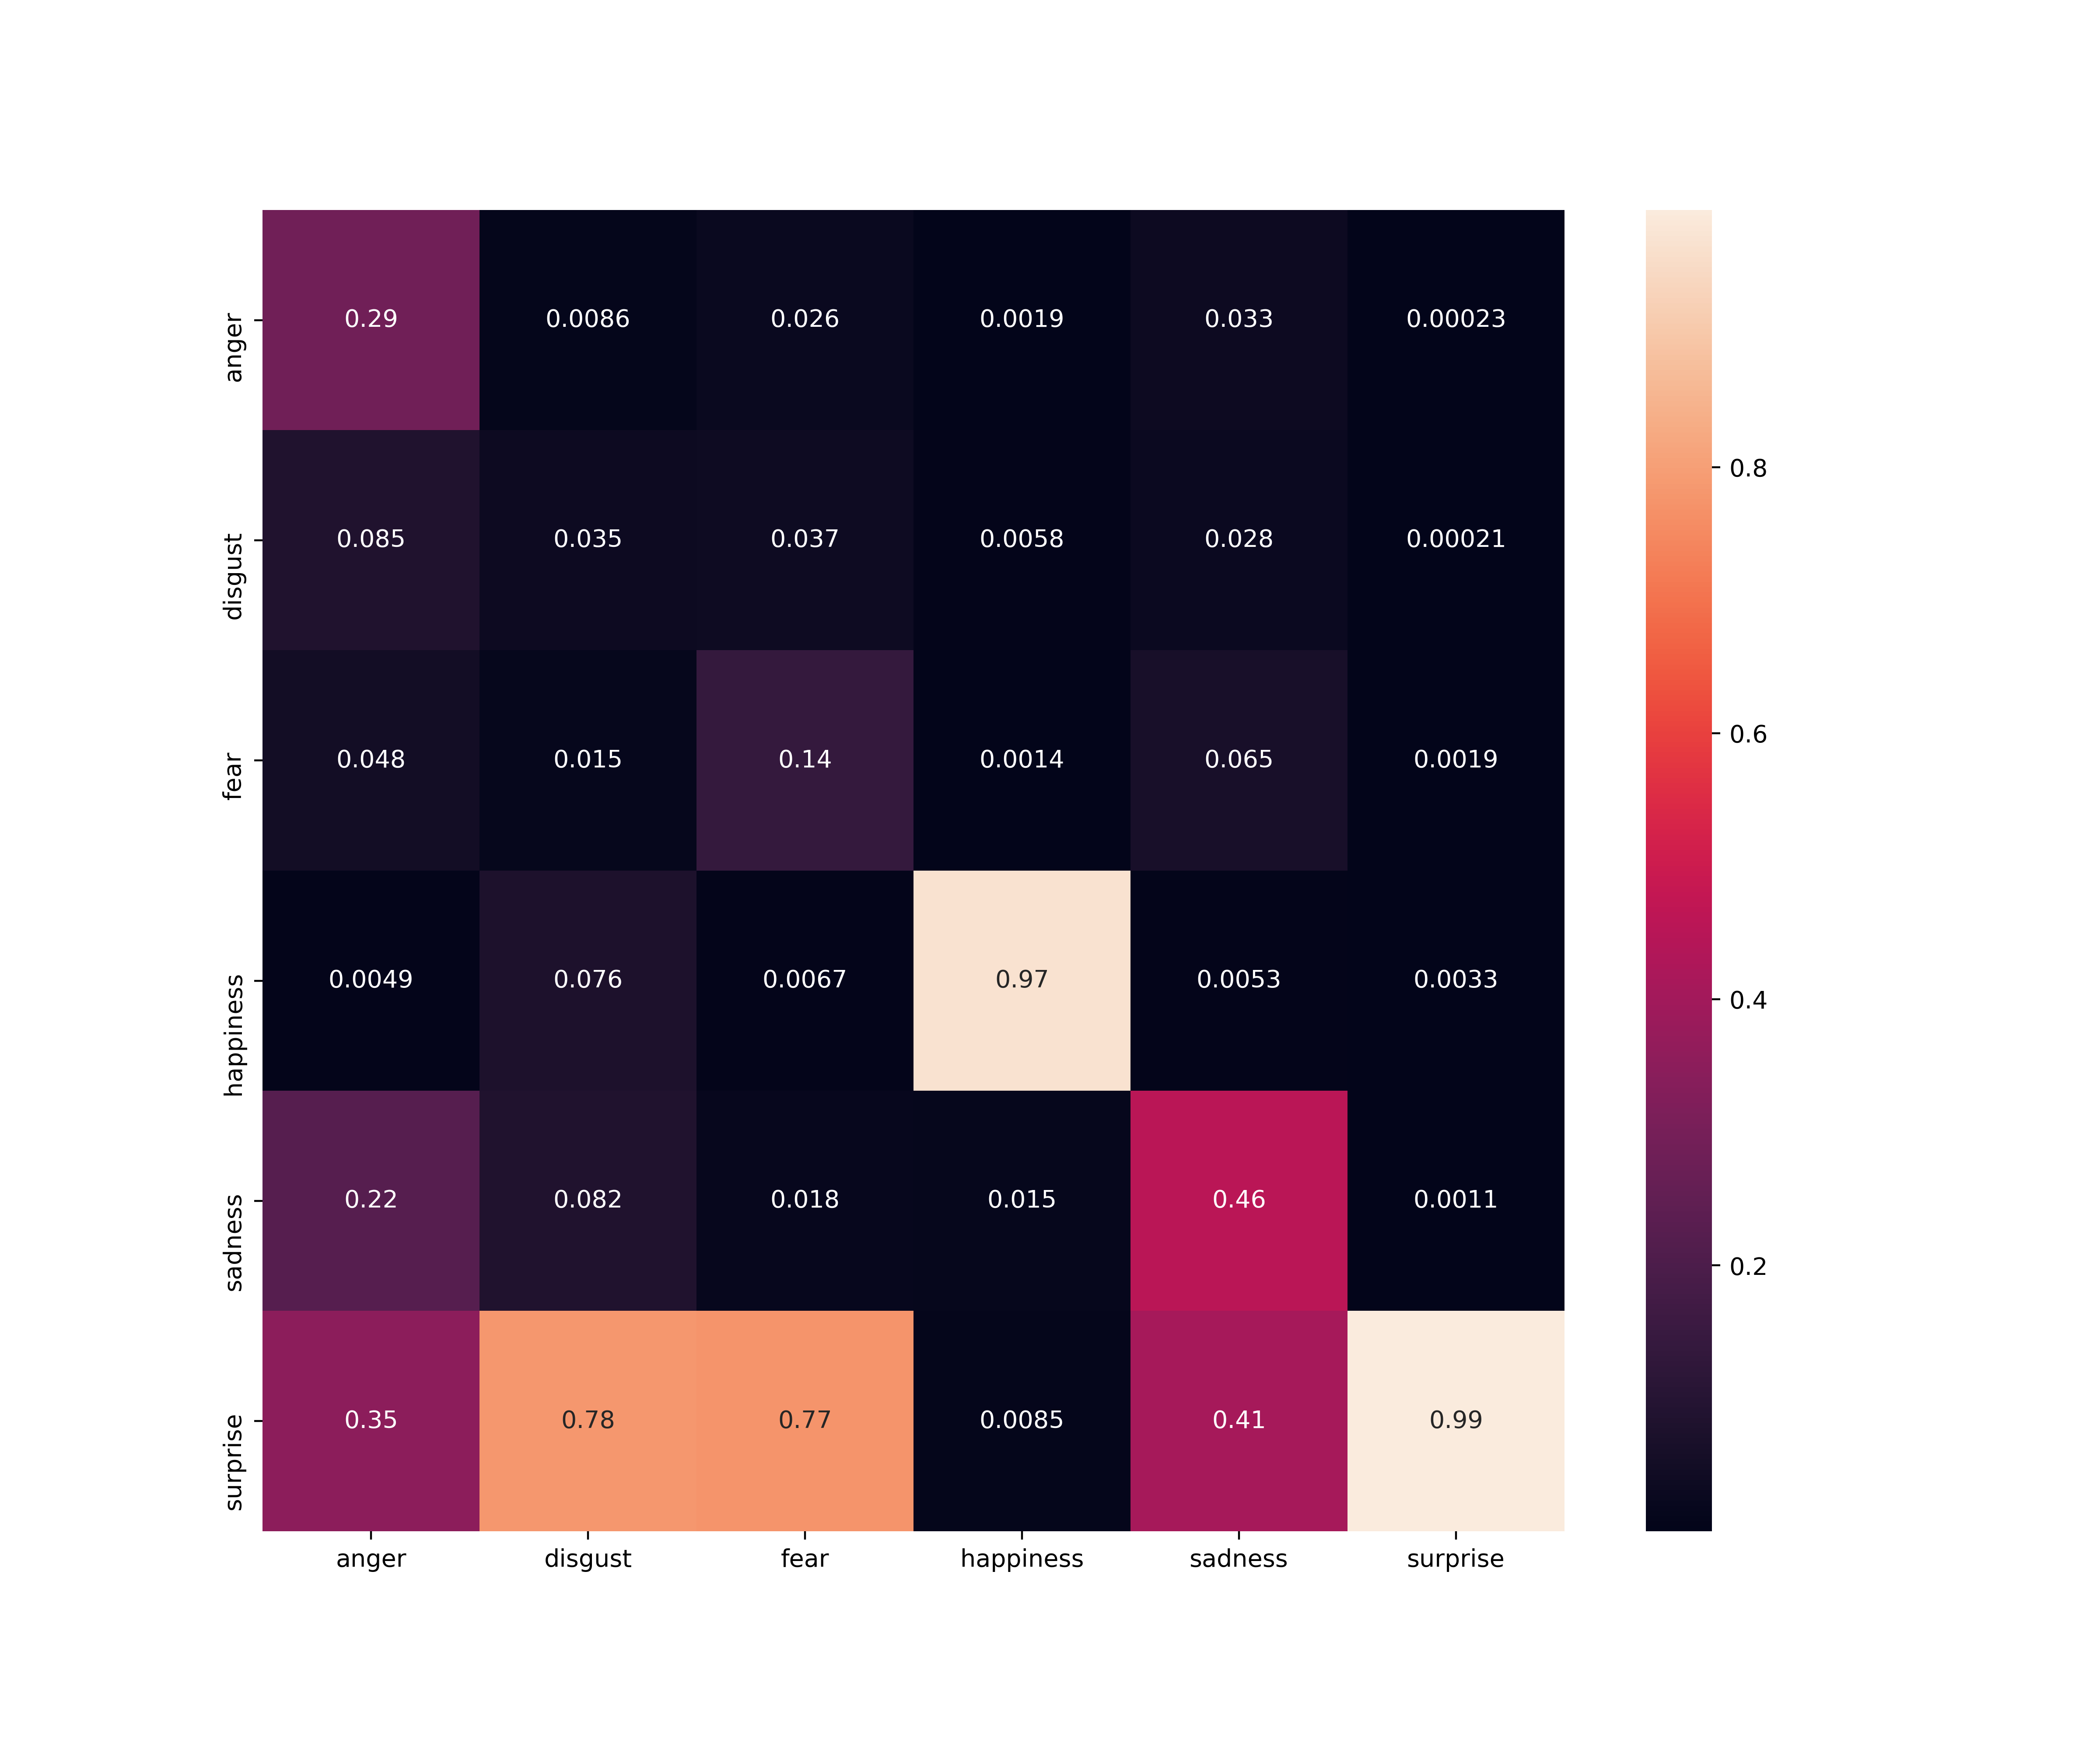 anger 0.29 0.0086 0.026 0.0019 0.033 0.00023
disgust 0.085 0.035 0.037 0.0058 0.028 0.00021
fear 0.048 0.015 0.14 0.0014 0.065 0.0019
happiness 0.0049 0.076 0.0067 0.97 0.0053 0.0033
sadness 0.22 0.082 0.018 0.015 0.46 0.0011
surprise 0.35 0.78 0.77 0.0085 0.41 0.99
anger disgust fear happiness sadness surprise
0.8
0.6
0.4
0.2